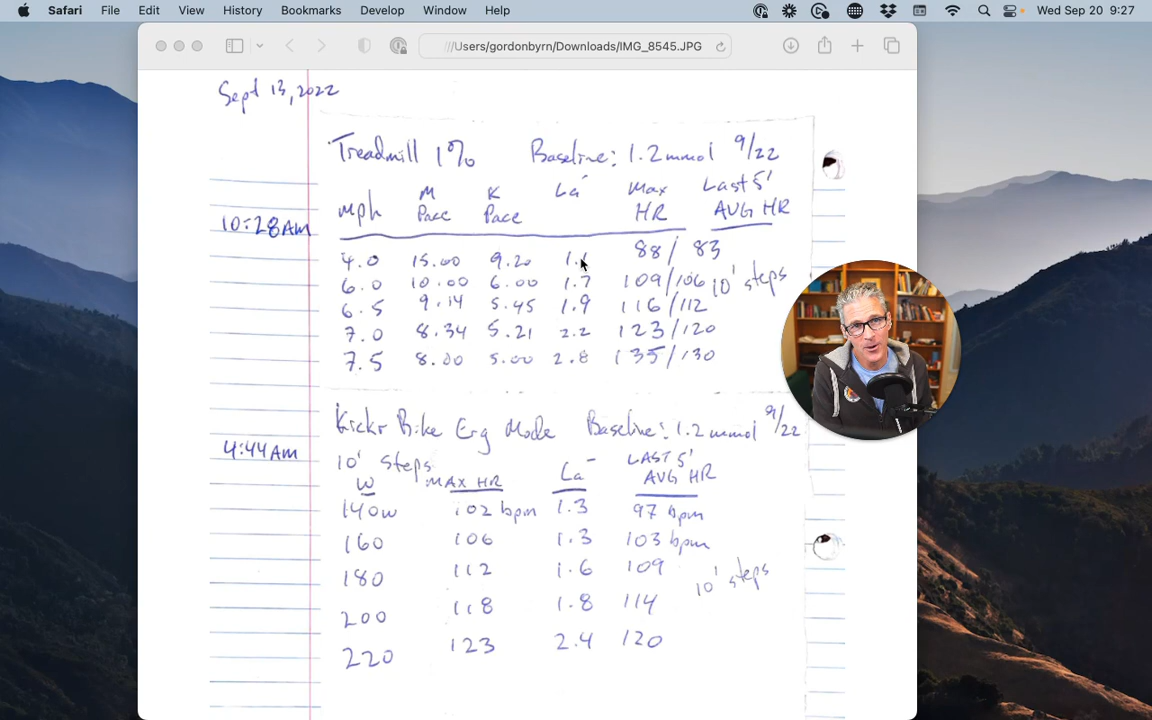 Safari File Edit View History Bookmarks Develop Window Help Wed Sep 20 9:27
///Users/gordonbyrn/Downloads/IMG_8545.JPG
Sept 13, 2022
Treadmill 1% Baseline: 1.2 mmol 9/22
mph M Pace K Pace La⁻ Max HR Last 5' AVG HR
10:28AM
4.0 15.00 9.20 88/83
6.0 10.00 6.00 1.7 109/106 10' steps
6.5 9.14 5.45 1.9 116/112
7.0 8.34 5.21 2.2 123/120
7.5 8.00 5.00 2.8 135/130
Kickr Bike Erg Mode Baseline: 1.2 mmol 9/22
4:44AM
10' steps
W MAX HR La⁻ LAST 5' AVG HR
140w 102 bpm 1.3 97 bpm
160 106 1.3 103 bpm
180 112 1.6 109
10' steps
200 118 1.8 114
220 123 2.4 120